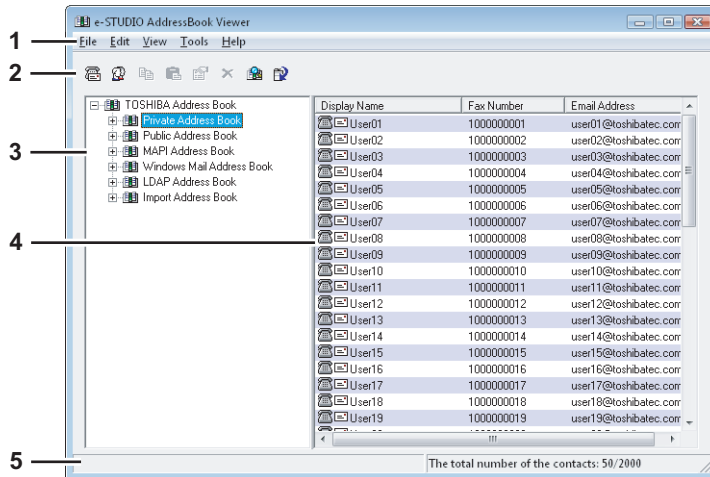 e-STUDIO AddressBook Viewer
1 File Edit View Tools Help
2
3
4
5
TOSHIBA Address Book
Private Address Book
Public Address Book
MAPI Address Book
Windows Mail Address Book
LDAP Address Book
Import Address Book
Display Name Fax Number Email Address
User01 1000000001 user01@toshibatec.com
User02 1000000002 user02@toshibatec.com
User03 1000000003 user03@toshibatec.com
User04 1000000004 user04@toshibatec.com
User05 1000000005 user05@toshibatec.com
User06 1000000006 user06@toshibatec.com
User07 1000000007 user07@toshibatec.com
User08 1000000008 user08@toshibatec.com
User09 1000000009 user09@toshibatec.com
User10 1000000010 user10@toshibatec.com
User11 1000000011 user11@toshibatec.com
User12 1000000012 user12@toshibatec.com
User13 1000000013 user13@toshibatec.com
User14 1000000014 user14@toshibatec.com
User15 1000000015 user15@toshibatec.com
User16 1000000016 user16@toshibatec.com
User17 1000000017 user17@toshibatec.com
User18 1000000018 user18@toshibatec.com
User19 1000000019 user19@toshibatec.com
The total number of the contacts: 50/2000